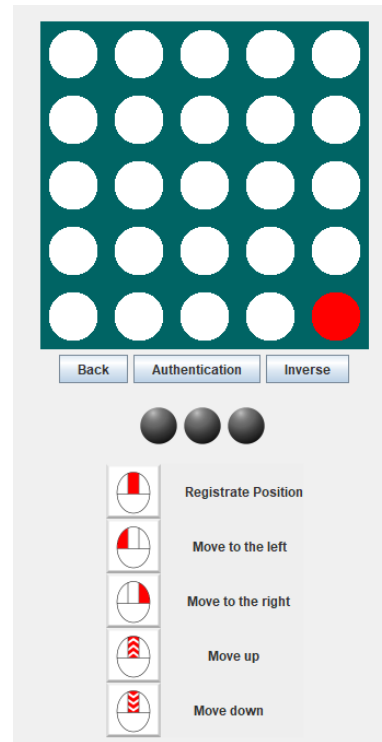 Back Authentication Inverse
Registrate Position
Move to the left
Move to the right
Move up
Move down